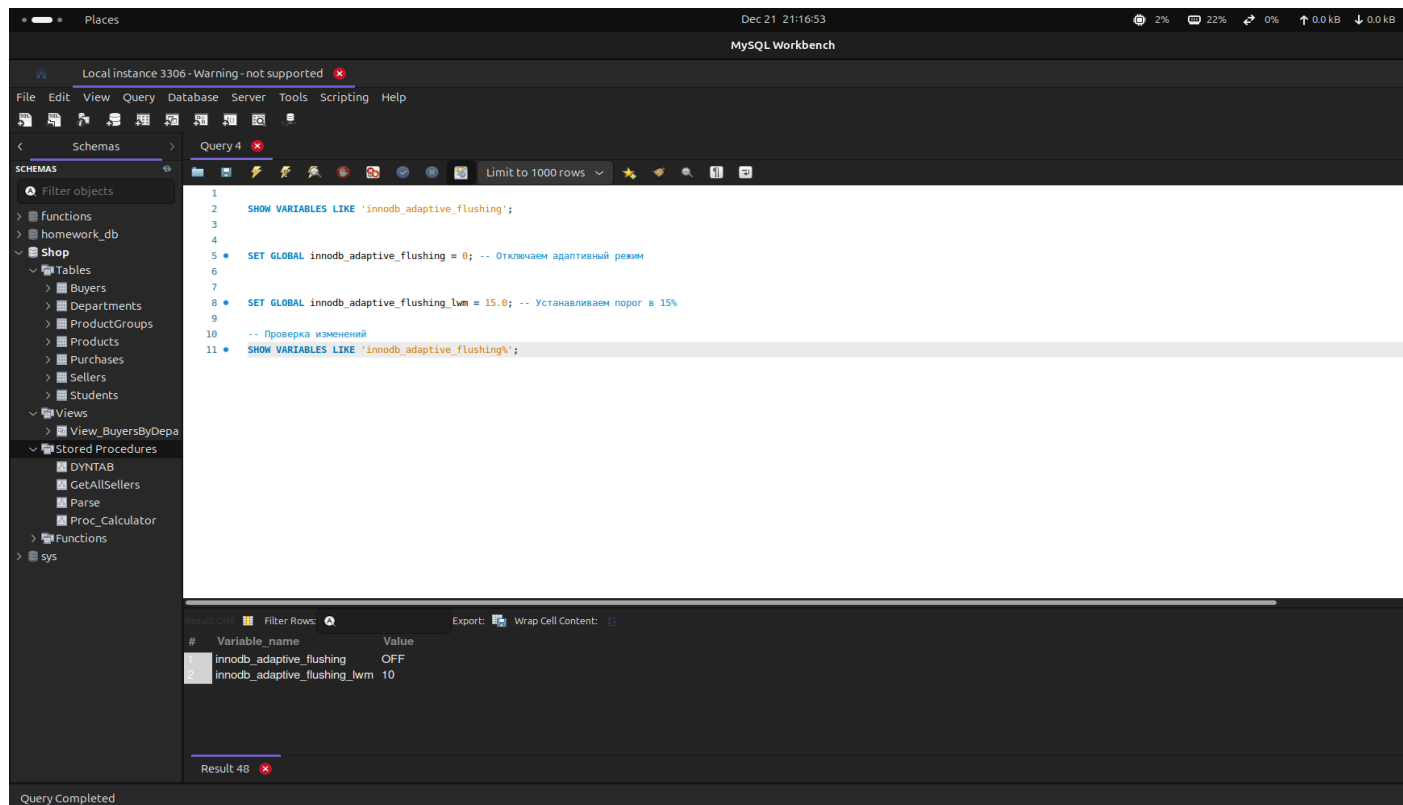 Places
Dec 21 21:16:53
2% 22% 0% 0.0 kB 0.0 kB
MySQL Workbench
Local instance 3306 - Warning - not supported
File Edit View Query Database Server Tools Scripting Help
Schemas
Query 4
SCHEMAS
Limit to 1000 rows
Filter objects
functions
homework_db
Shop
Tables
Buyers
Departments
ProductGroups
Products
Purchases
Sellers
Students
Views
View_BuyersByDepa
Stored Procedures
DYNTAB
GetAllSellers
Parse
Proc_Calculator
Functions
sys
1
2 SHOW VARIABLES LIKE 'innodb_adaptive_flushing';
3
4
5 SET GLOBAL innodb_adaptive_flushing = 0; -- Отключаем адаптивный режим
6
7
8 SET GLOBAL innodb_adaptive_flushing_lwm = 15.0; -- Устанавливаем порог в 15%
9
10 -- Проверка изменений
11 SHOW VARIABLES LIKE 'innodb_adaptive_flushing%';
Result Grid Filter Rows: Export: Wrap Cell Content:
# Variable_name Value
1 innodb_adaptive_flushing OFF
2 innodb_adaptive_flushing_lwm 10
Result 48
Query Completed